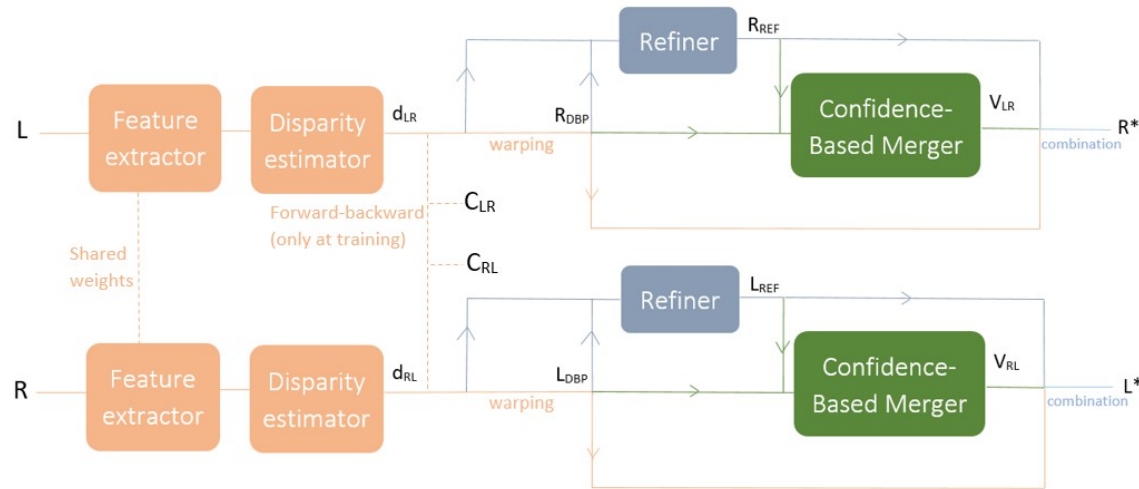 Refiner
R_REF
L
Feature
extractor
Disparity
estimator
d_LR
warping
R_DBP
Confidence-
Based Merger
V_LR
combination
R*
Shared
weights
Forward-backward
(only at training)
C_LR
C_RL
Refiner
L_REF
R
Feature
extractor
Disparity
estimator
d_RL
warping
L_DBP
Confidence-
Based Merger
V_RL
combination
L*